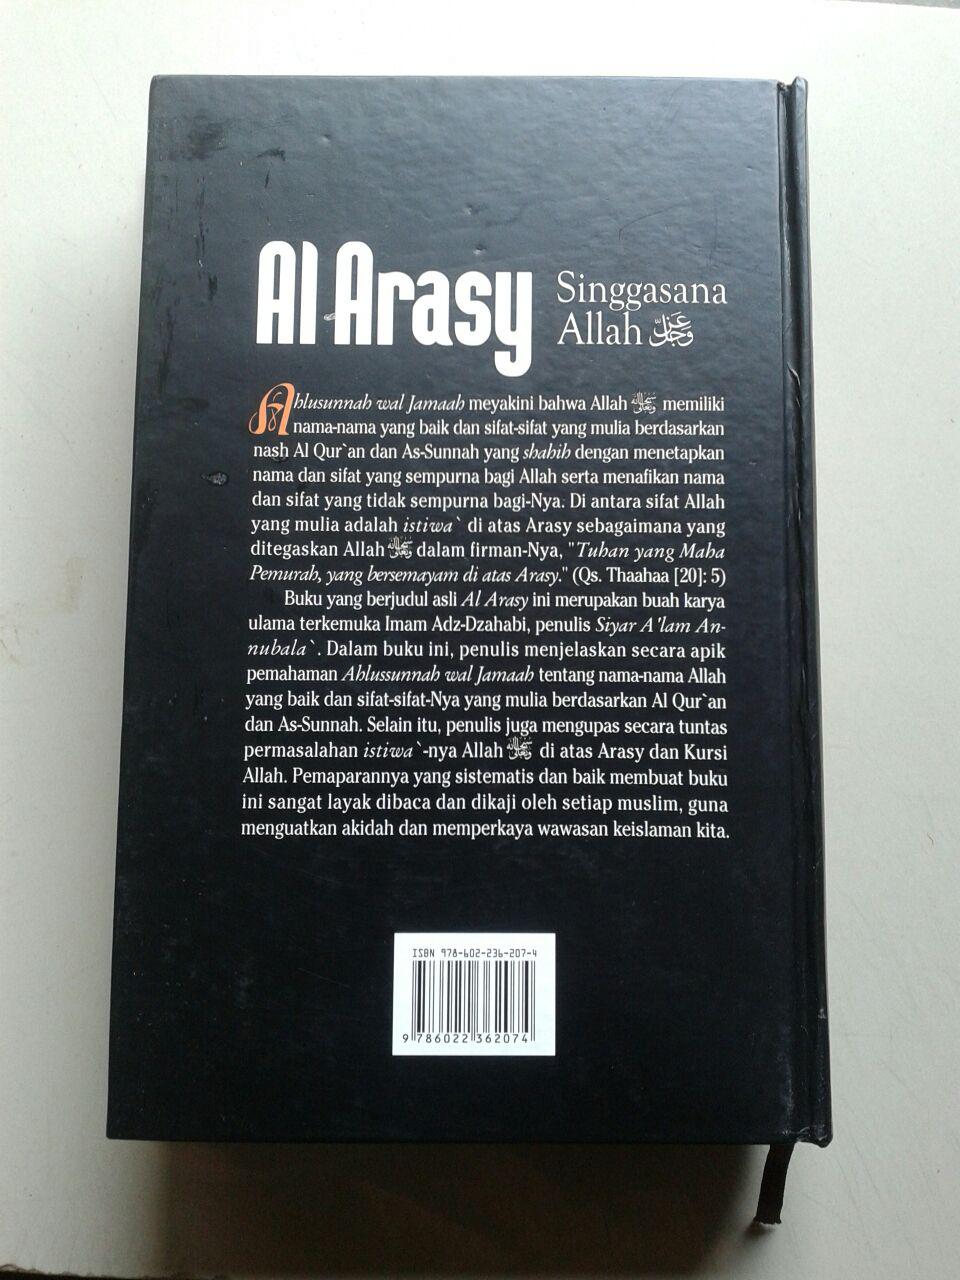 Al Arasy
Singgasana
Allah عَزَّ وَجَلَّ
Ahlusunnah wal Jamaah meyakini bahwa Allah ﷾ memiliki
nama-nama yang baik dan sifat-sifat yang mulia berdasarkan
nash Al Qur`an dan As-Sunnah yang shahih dengan menetapkan
nama dan sifat yang sempurna bagi Allah serta menafikan nama
dan sifat yang tidak sempurna bagi-Nya. Di antara sifat Allah
yang mulia adalah istiwa` di atas Arasy sebagaimana yang
ditegaskan Allah ﷾ dalam firman-Nya, "Tuhan yang Maha
Pemurah, yang bersemayam di atas Arasy." (Qs. Thaahaa [20]: 5)
Buku yang berjudul asli Al Arasy ini merupakan buah karya
ulama terkemuka Imam Adz-Dzahabi, penulis Siyar A'lam An-
nubala`. Dalam buku ini, penulis menjelaskan secara apik
pemahaman Ahlussunnah wal Jamaah tentang nama-nama Allah
yang baik dan sifat-sifat-Nya yang mulia berdasarkan Al Qur`an
dan As-Sunnah. Selain itu, penulis juga mengupas secara tuntas
permasalahan istiwa`-nya Allah ﷾ di atas Arasy dan Kursi
Allah. Pemaparannya yang sistematis dan baik membuat buku
ini sangat layak dibaca dan dikaji oleh setiap muslim, guna
menguatkan akidah dan memperkaya wawasan keislaman kita.
ISBN 978-602-236-207-4
9 786022 362074